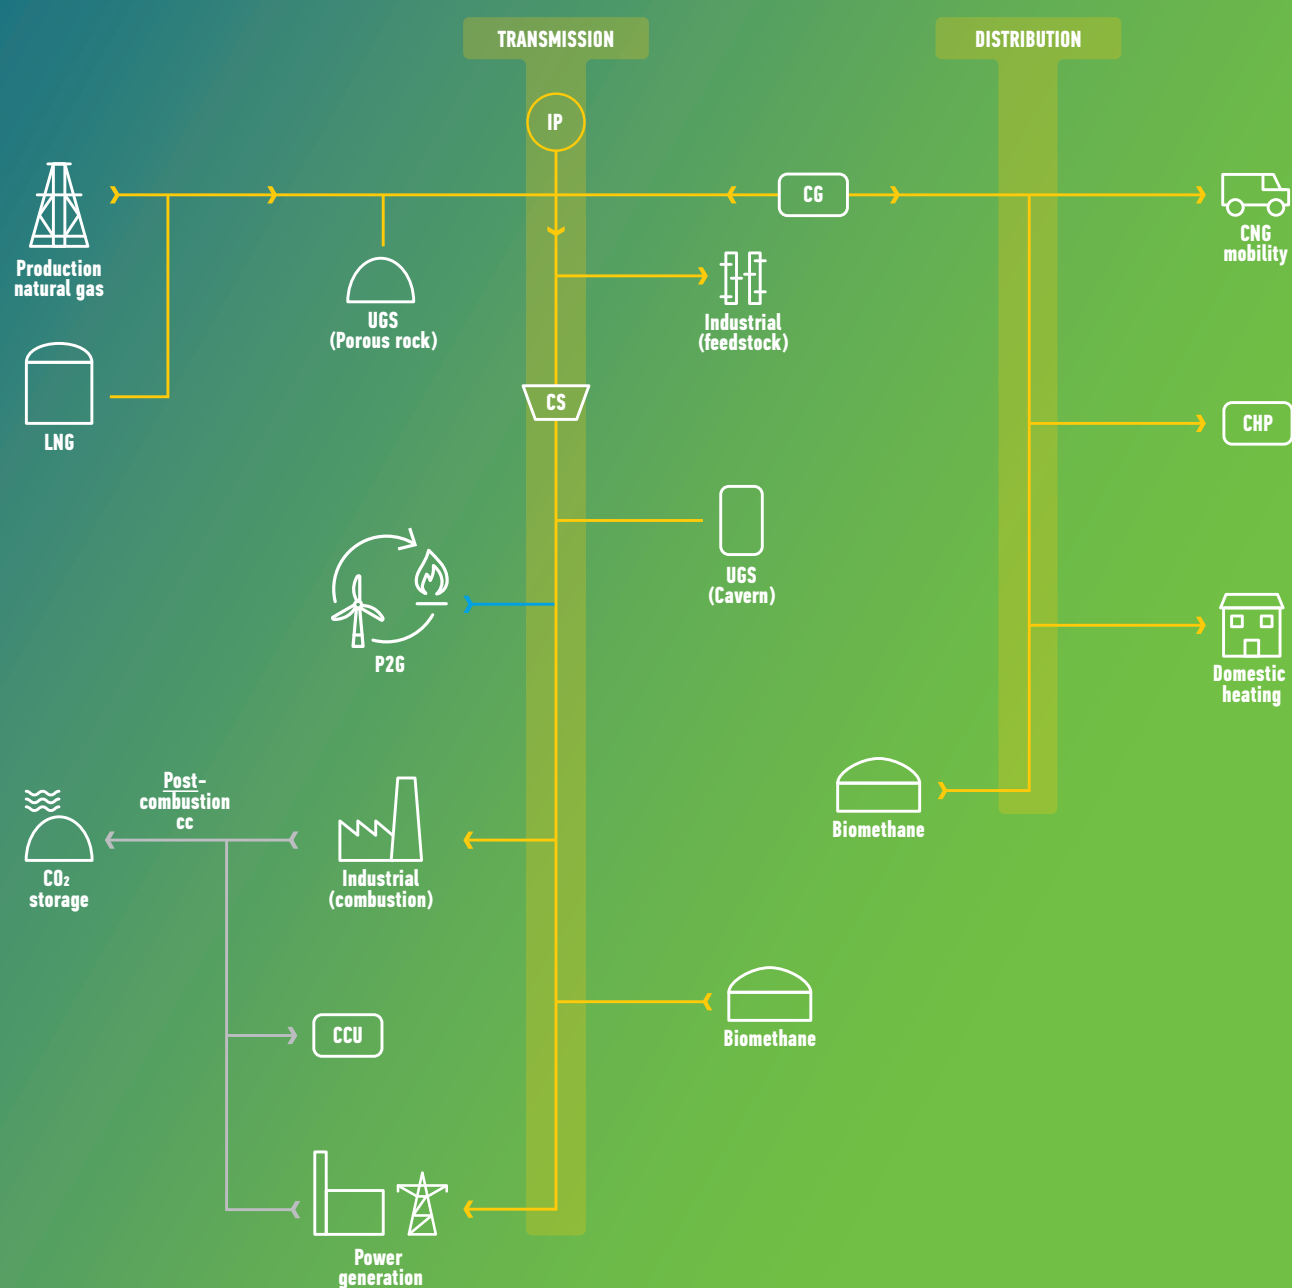 TRANSMISSION
DISTRIBUTION
IP
CG
Production
natural gas
CNG
mobility
UGS
(Porous rock)
Industrial
(feedstock)
CS
CHP
LNG
UGS
(Cavern)
P2G
Domestic
heating
Post-
combustion
cc
Biomethane
CO₂
storage
Industrial
(combustion)
CCU
Biomethane
Power
generation